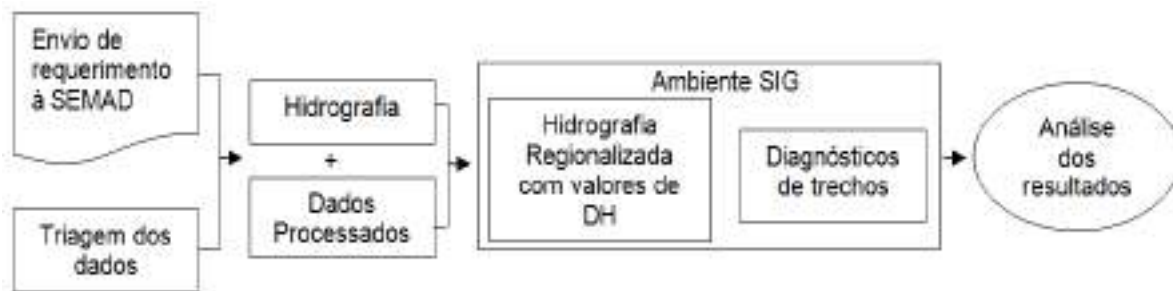 Envio de
requerimento
à SEMAD
Triagem dos
dados
Hidrografia
+
Dados
Processados
Ambiente SIG
Hidrografia
Regionalizada
com valores de
DH
Diagnósticos
de trechos
Análise
dos
resultados